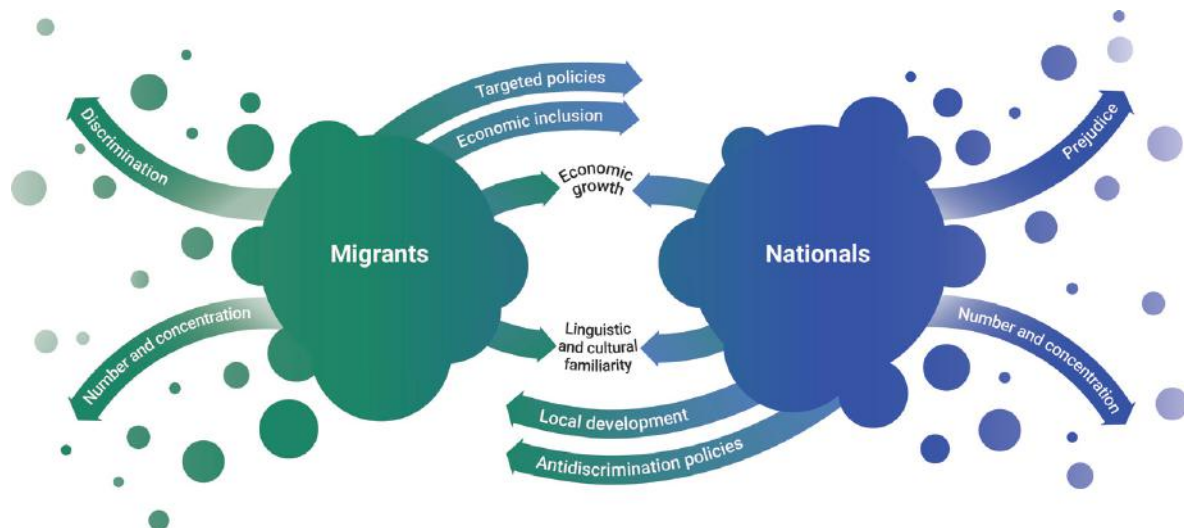 Targeted policies
Economic inclusion
Discrimination
Prejudice
Economic
growth
Migrants
Nationals
Number and concentration
Linguistic
and cultural
familiarity
Number and concentration
Local development
Antidiscrimination policies